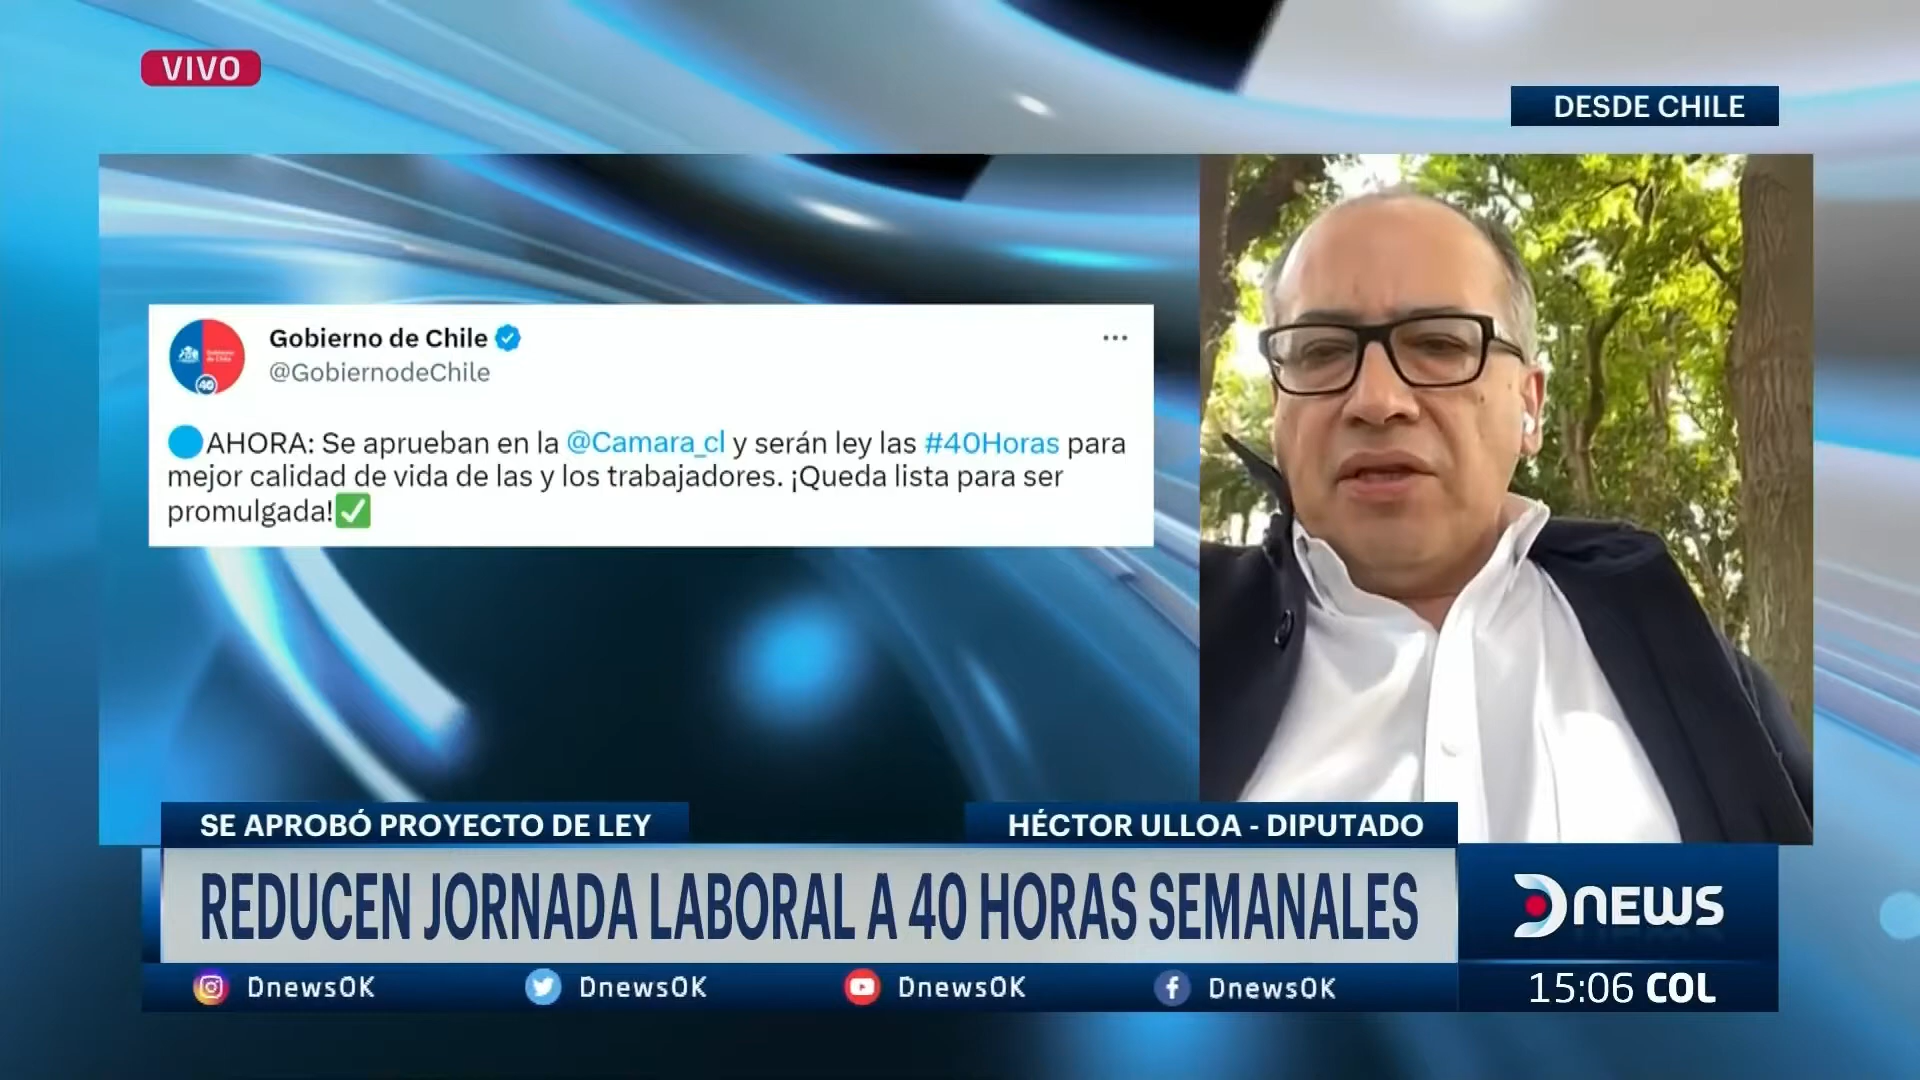 VIVO
DESDE CHILE
Gobierno de Chile
@GobiernodeChile
40
AHORA: Se aprueban en la @Camara_cl y serán ley las #40Horas para
mejor calidad de vida de las y los trabajadores. ¡Queda lista para ser
promulgada!
SE APROBÓ PROYECTO DE LEY
HÉCTOR ULLOA - DIPUTADO
REDUCEN JORNADA LABORAL A 40 HORAS SEMANALES
DNEWS
DnewsOK
DnewsOK
DnewsOK
DnewsOK
15:06 COL